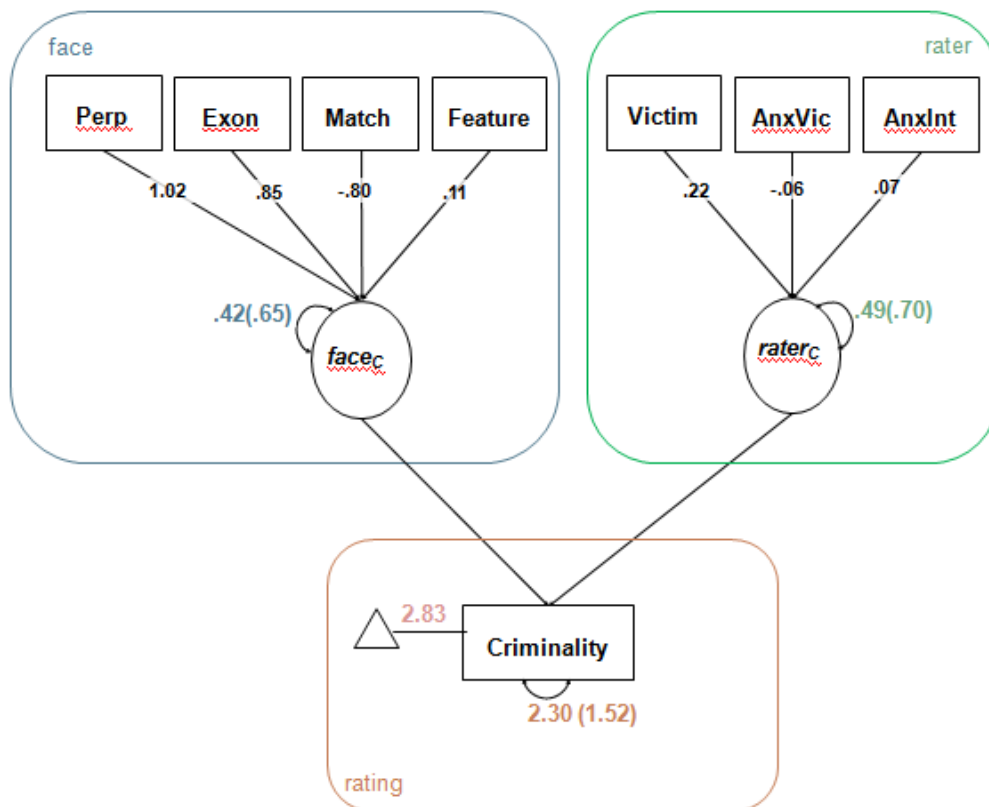 face
rater
Perp
Exon
Match
Feature
Victim
AnxVic
AnxInt
1.02
.85
-.80
.11
.22
-.06
.07
.42(.65)
.49(.70)
faceC
raterC
2.83
Criminality
2.30 (1.52)
rating